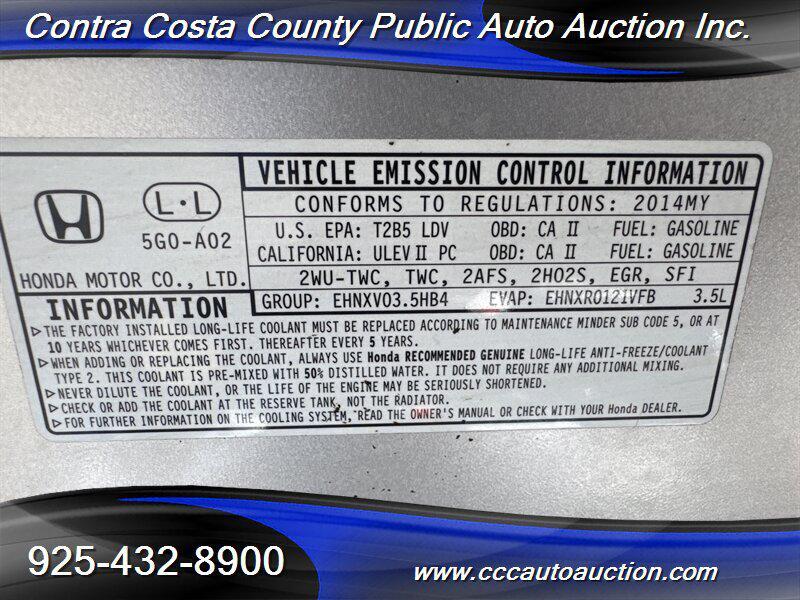 Contra Costa County Public Auto Auction Inc.
VEHICLE EMISSION CONTROL INFORMATION
L·L
5G0-A02
HONDA MOTOR CO., LTD.
CONFORMS TO REGULATIONS: 2014MY
U.S. EPA: T2B5 LDV OBD: CA II FUEL: GASOLINE
CALIFORNIA: ULEV II PC OBD: CA II FUEL: GASOLINE
2WU-TWC, TWC, 2AFS, 2HO2S, EGR, SFI
GROUP: EHNXV03.5HB4 EVAP: EHNXR0121VFB 3.5L
INFORMATION
▷THE FACTORY INSTALLED LONG-LIFE COOLANT MUST BE REPLACED ACCORDING TO MAINTENANCE MINDER SUB CODE 5, OR AT
10 YEARS WHICHEVER COMES FIRST. THEREAFTER EVERY 5 YEARS.
▷WHEN ADDING OR REPLACING THE COOLANT, ALWAYS USE Honda RECOMMENDED GENUINE LONG-LIFE ANTI-FREEZE/COOLANT
TYPE 2. THIS COOLANT IS PRE-MIXED WITH 50% DISTILLED WATER. IT DOES NOT REQUIRE ANY ADDITIONAL MIXING.
▷NEVER DILUTE THE COOLANT, OR THE LIFE OF THE ENGINE MAY BE SERIOUSLY SHORTENED.
▷CHECK OR ADD THE COOLANT AT THE RESERVE TANK, NOT THE RADIATOR.
▷FOR FURTHER INFORMATION ON THE COOLING SYSTEM, READ THE OWNER'S MANUAL OR CHECK WITH YOUR Honda DEALER.
925-432-8900
www.cccautoauction.com